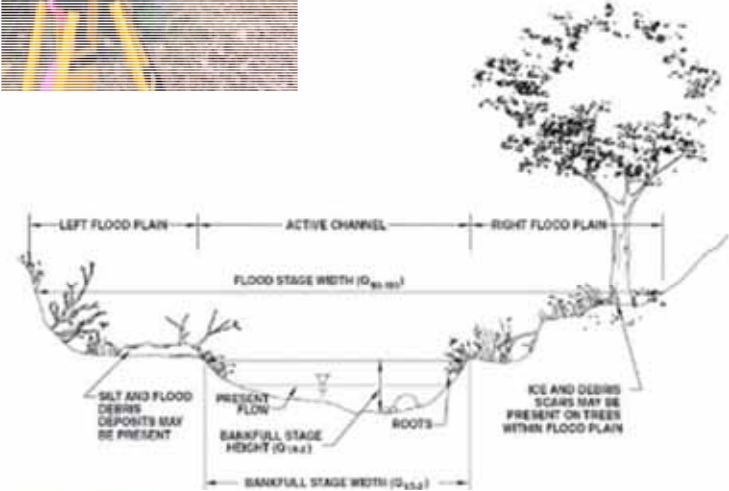 LEFT FLOOD PLAIN
ACTIVE CHANNEL
RIGHT FLOOD PLAIN
FLOOD STAGE WIDTH
SILT AND FLOOD
DEBRIS
DEPOSITS MAY
BE PRESENT
PRESENT
FLOW
BANKFULL STAGE
HEIGHT
ROOTS
ICE AND DEBRIS
SCARS MAY BE
PRESENT ON TREES
WITHIN FLOOD PLAIN
BANKFULL STAGE WIDTH